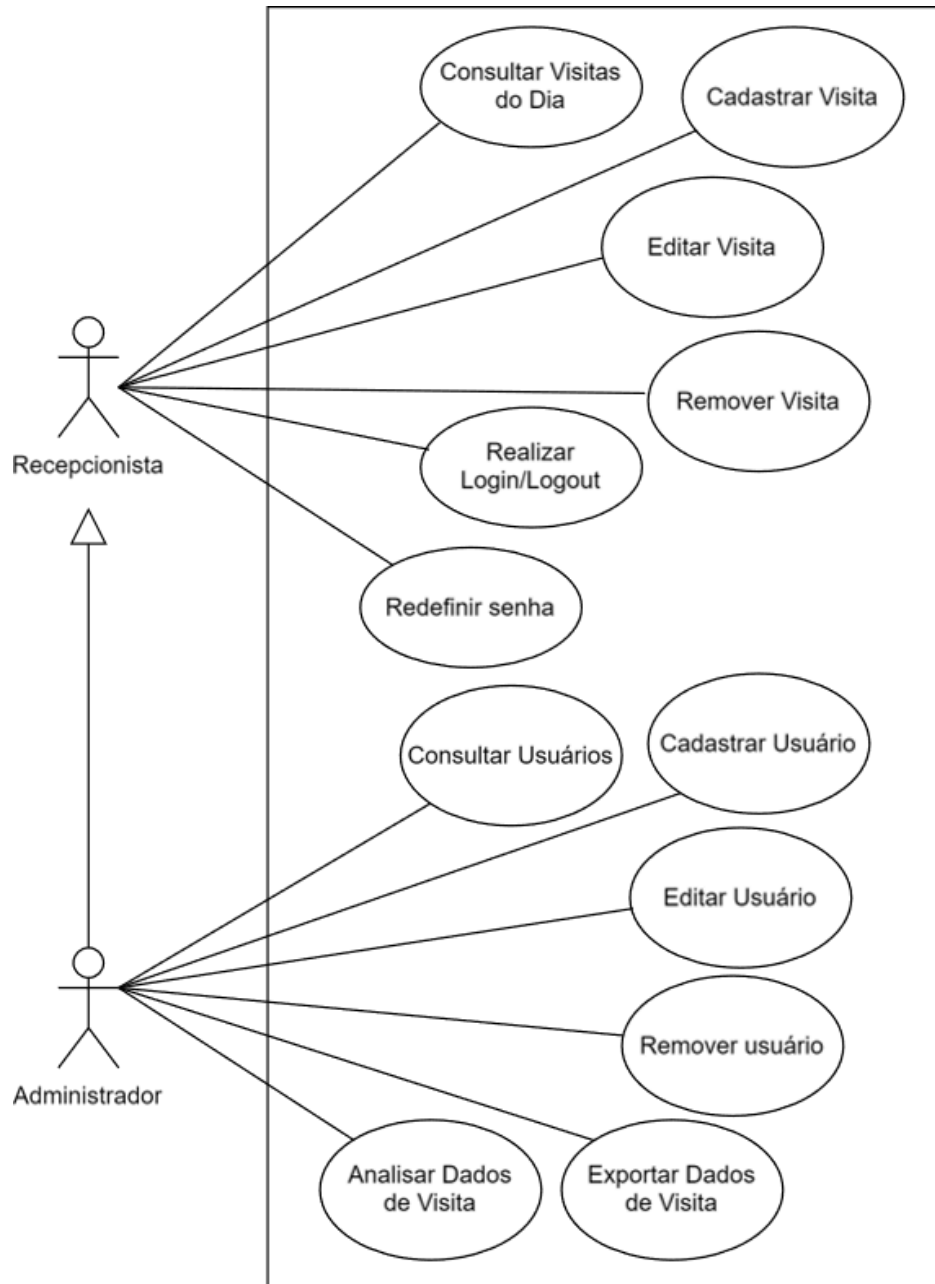 Consultar Visitas
do Dia
Cadastrar Visita
Editar Visita
Remover Visita
Recepcionista
Realizar
Login/Logout
Redefinir senha
Consultar Usuários
Cadastrar Usuário
Editar Usuário
Remover usuário
Administrador
Analisar Dados
de Visita
Exportar Dados
de Visita